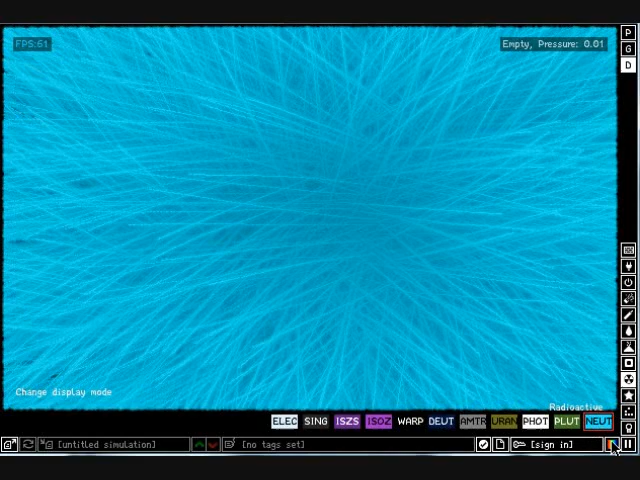 P
FPS:61
Empty, Pressure: 0.01
G
D
Change display mode
Radioactive
ELEC SING ISZS ISOZ WARP DEUT AMTR URAN PHOT PLUT NEUT
[untitled simulation] [no tags set] [sign in]